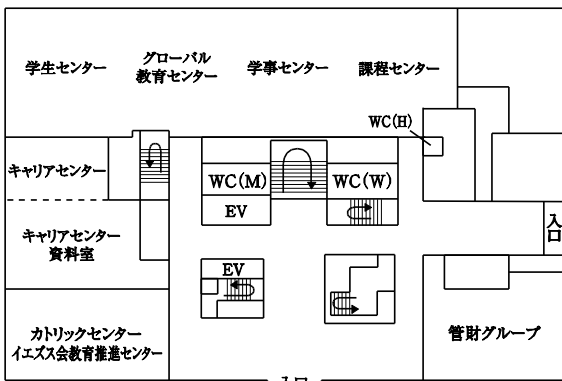 学生センター
グローバル
教育センター
学事センター
課程センター
WC(H)
キャリアセンター
WC(M)
WC(W)
EV
入口
キャリアセンター
資料室
EV
カトリックセンター
イエズス会教育推進センター
管財グループ
入口